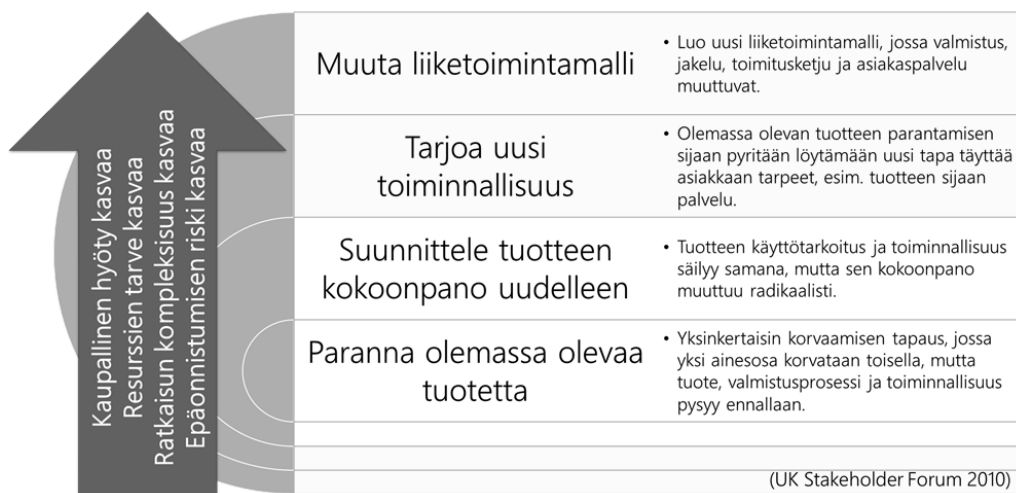 Kaupallinen hyöty kasvaa
Resurssien tarve kasvaa
Ratkaisun kompleksisuus kasvaa
Epäonnistumisen riski kasvaa
Muuta liiketoimintamalli
• Luo uusi liiketoimintamalli, jossa valmistus,
jakelu, toimitusketju ja asiakaspalvelu
muuttuvat.
Tarjoa uusi
toiminnallisuus
• Olemassa olevan tuotteen parantamisen
sijaan pyritään löytämään uusi tapa täyttää
asiakkaan tarpeet, esim. tuotteen sijaan
palvelu.
Suunnittele tuotteen
kokoonpano uudelleen
• Tuotteen käyttötarkoitus ja toiminnallisuus
säilyy samana, mutta sen kokoonpano
muuttuu radikaalisti.
Paranna olemassa olevaa
tuotetta
• Yksinkertaisin korvaamisen tapaus, jossa
yksi ainesosa korvataan toisella, mutta
tuote, valmistusprosessi ja toiminnallisuus
pysyy ennallaan.
(UK Stakeholder Forum 2010)